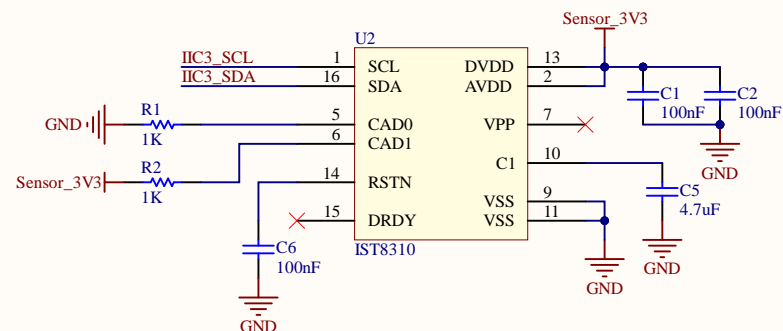 Sensor_3V3
U2
IIC3_SCL 1 SCL DVDD 13
IIC3_SDA 16 SDA AVDD 2
C1 100nF
C2 100nF
R1
GND 1K 5 CAD0 VPP 7
6 CAD1
R2
Sensor_3V3 1K
C1 10
GND
14 RSTN
C5 4.7uF
VSS 9
15 DRDY VSS 11
C6 100nF
IST8310
GND
GND
GND